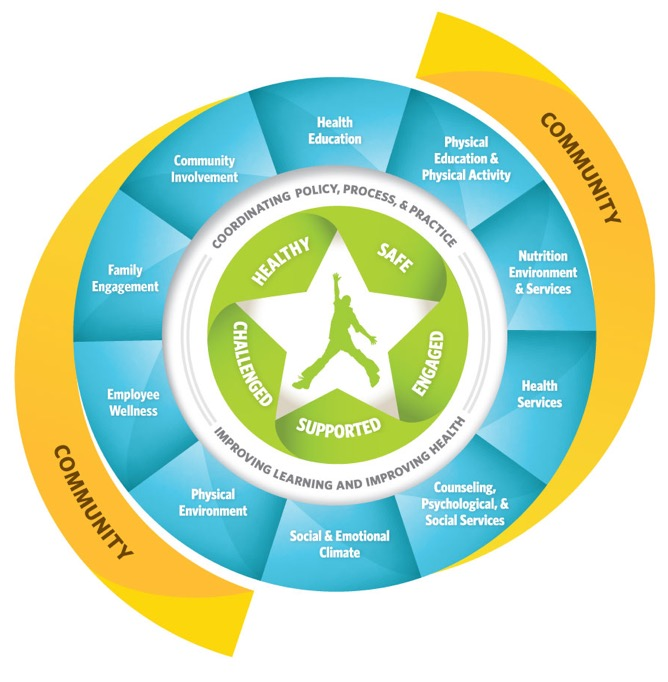 COMMUNITY
Health
Education
Physical
Education &
Physical Activity
Nutrition
Environment
& Services
Health
Services
Counseling,
Psychological, &
Social Services
Social & Emotional
Climate
Physical
Environment
Employee
Wellness
Family
Engagement
Community
Involvement
COORDINATING POLICY, PROCESS, & PRACTICE
IMPROVING LEARNING AND IMPROVING HEALTH
HEALTHY
SAFE
ENGAGED
SUPPORTED
CHALLENGED
COMMUNITY